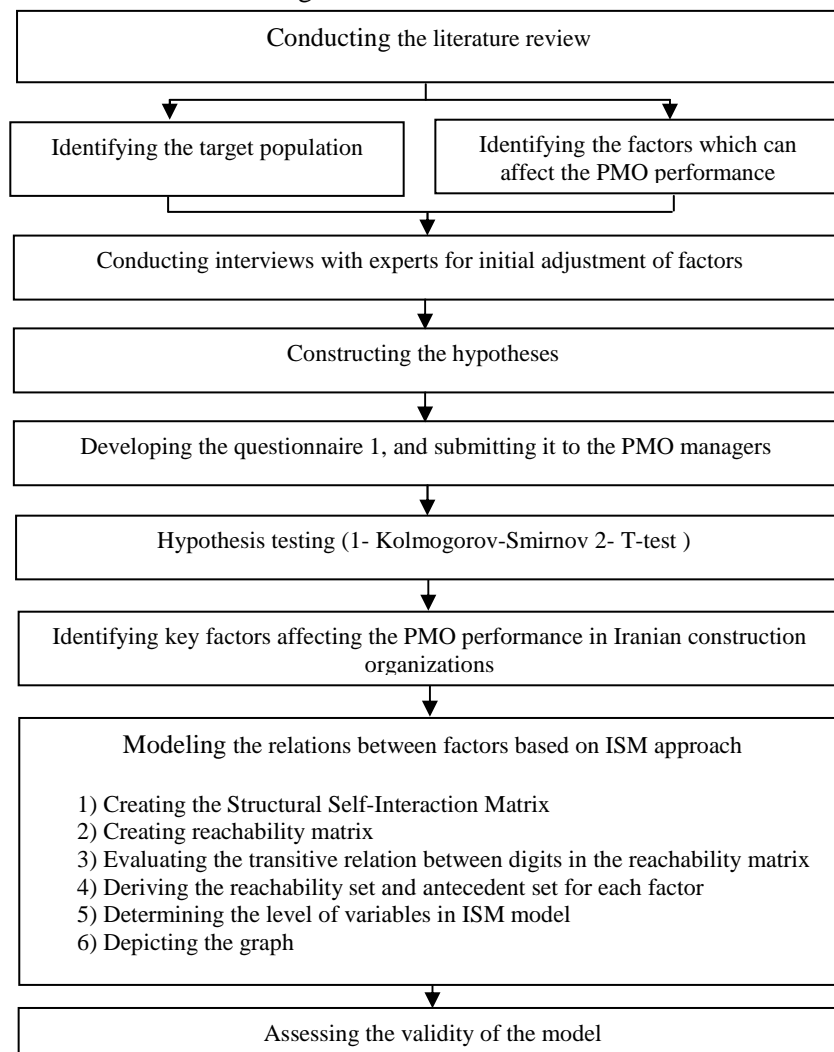 Conducting the literature review
Identifying the target population
Identifying the factors which can
affect the PMO performance
Conducting interviews with experts for initial adjustment of factors
Constructing the hypotheses
Developing the questionnaire 1, and submitting it to the PMO managers
Hypothesis testing (1- Kolmogorov-Smirnov 2- T-test )
Identifying key factors affecting the PMO performance in Iranian construction
organizations
Modeling the relations between factors based on ISM approach
1) Creating the Structural Self-Interaction Matrix
2) Creating reachability matrix
3) Evaluating the transitive relation between digits in the reachability matrix
4) Deriving the reachability set and antecedent set for each factor
5) Determining the level of variables in ISM model
6) Depicting the graph
Assessing the validity of the model